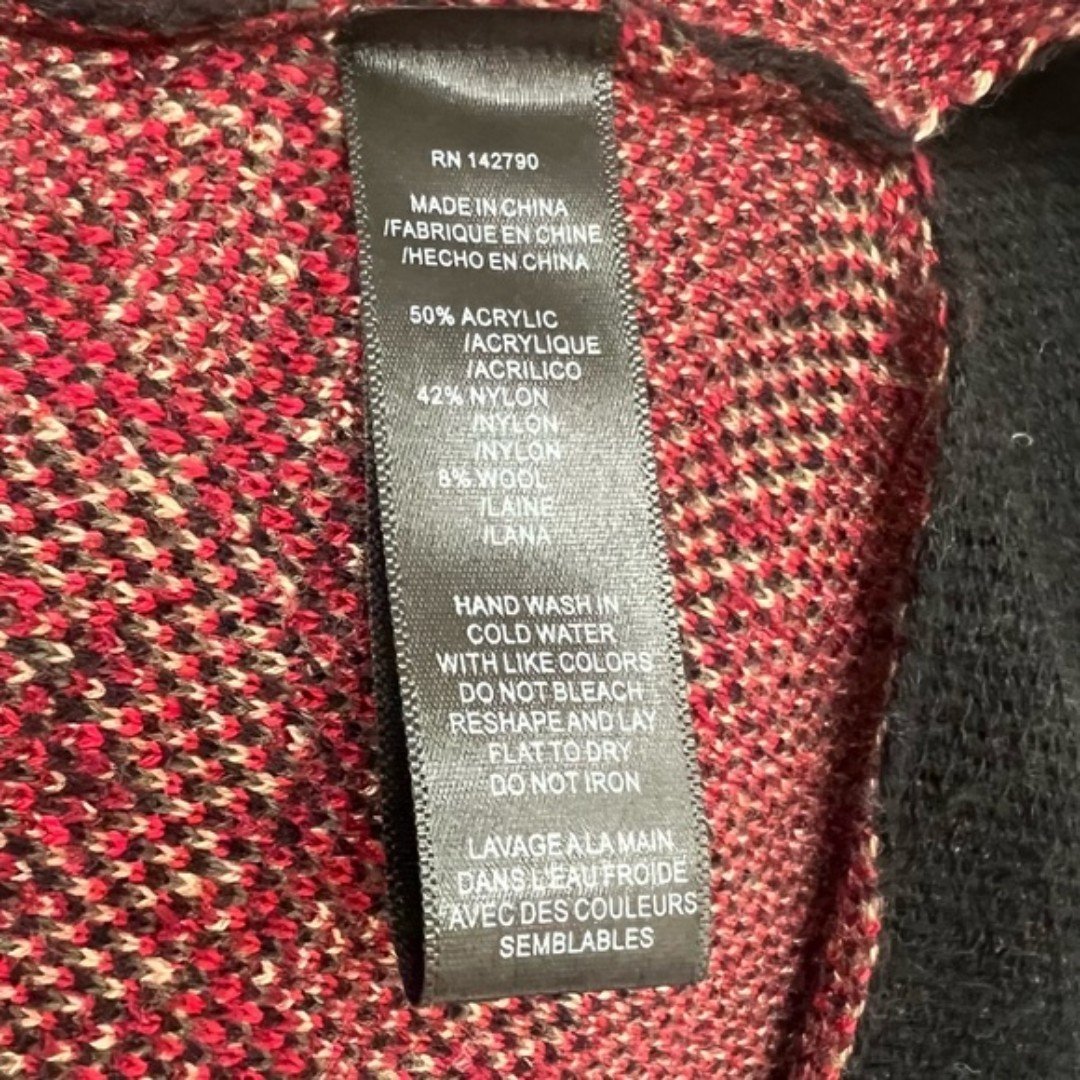 RN 142790
MADE IN CHINA
/FABRIQUE EN CHINE
/HECHO EN CHINA
50% ACRYLIC
/ACRYLIQUE
/ACRILICO
42% NYLON
/NYLON
/NYLON
8% WOOL
/LAINE
/LANA
HAND WASH IN
COLD WATER
WITH LIKE COLORS
DO NOT BLEACH
RESHAPE AND LAY
FLAT TO DRY
DO NOT IRON
LAVAGE A LA MAIN
DANS L'EAU FROIDE
AVEC DES COULEURS
SEMBLABLES